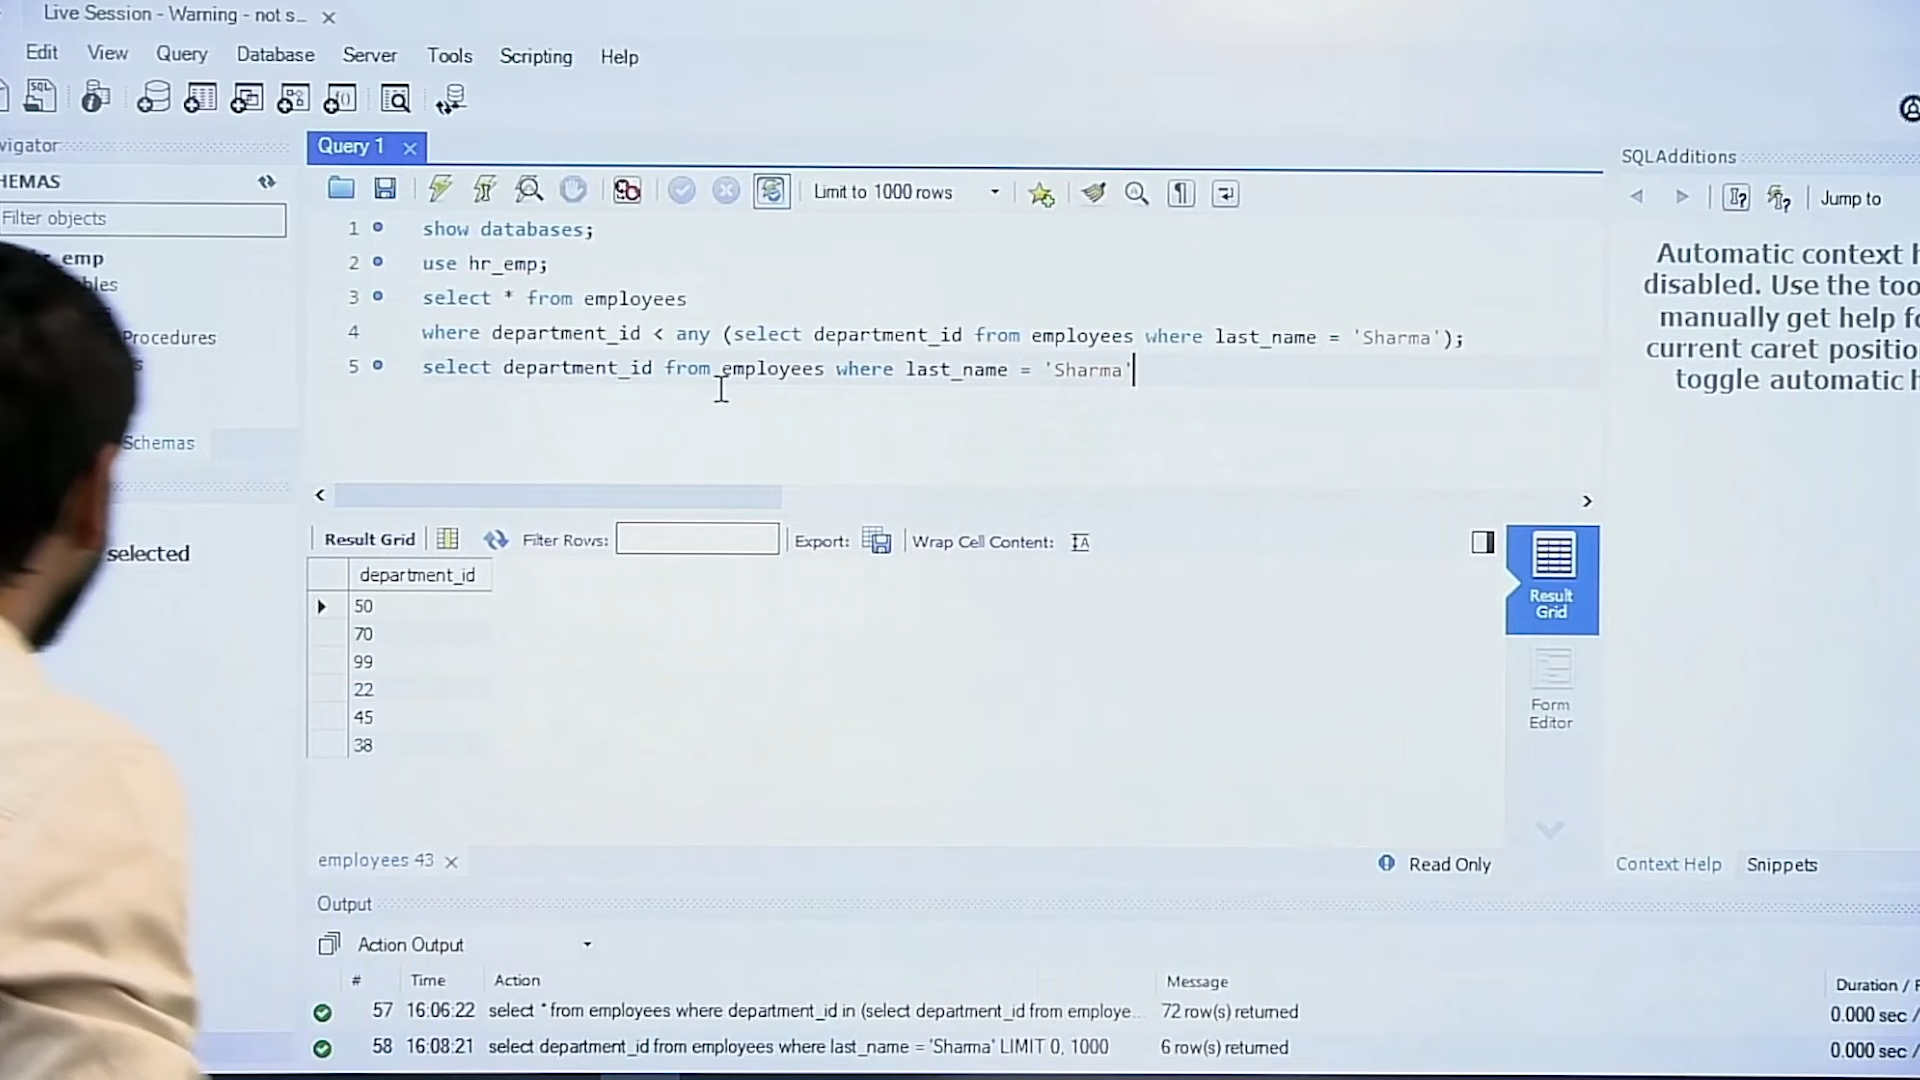 Live Session - Warning - not s...
Edit View Query Database Server Tools Scripting Help
vigator
HEMAS
Filter objects
emp
bles
Procedures
s
Schemas
selected
Query 1
Limit to 1000 rows
1 show databases;
2 use hr_emp;
3 select * from employees
4 where department_id < any (select department_id from employees where last_name = 'Sharma');
5 select department_id from employees where last_name = 'Sharma'
SQLAdditions
Jump to
Automatic context h
disabled. Use the too
manually get help fo
current caret positio
toggle automatic h
Result Grid Filter Rows: Export: Wrap Cell Content:
department_id
50
70
99
22
45
38
Result
Grid
Form
Editor
employees 43
Read Only
Context Help Snippets
Output
Action Output
# Time Action Message Duration / F
57 16:06:22 select * from employees where department_id in (select department_id from employe... 72 row(s) returned 0.000 sec /
58 16:08:21 select department_id from employees where last_name = 'Sharma' LIMIT 0, 1000 6 row(s) returned 0.000 sec /